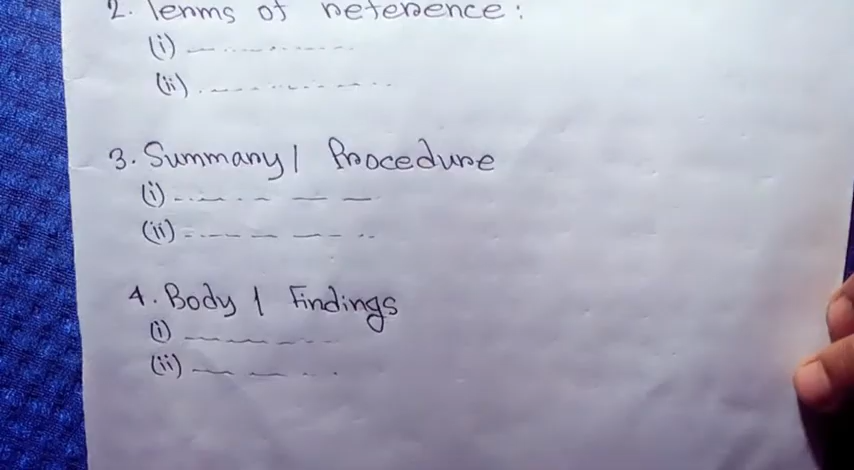 2. Terms of reference:
(i)
(ii)
3. Summary / Procedure
(i)
(ii)
4. Body / Findings
(i)
(ii)